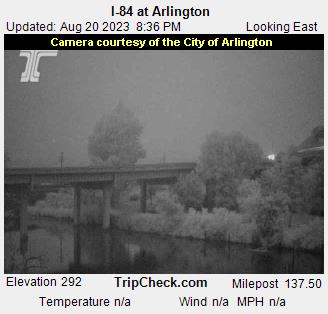 I-84 at Arlington
Updated: Aug 20 2023 8:36 PM Looking East
Camera courtesy of the City of Arlington
Elevation 292 TripCheck.com Milepost 137.50
Temperature n/a Wind n/a MPH n/a